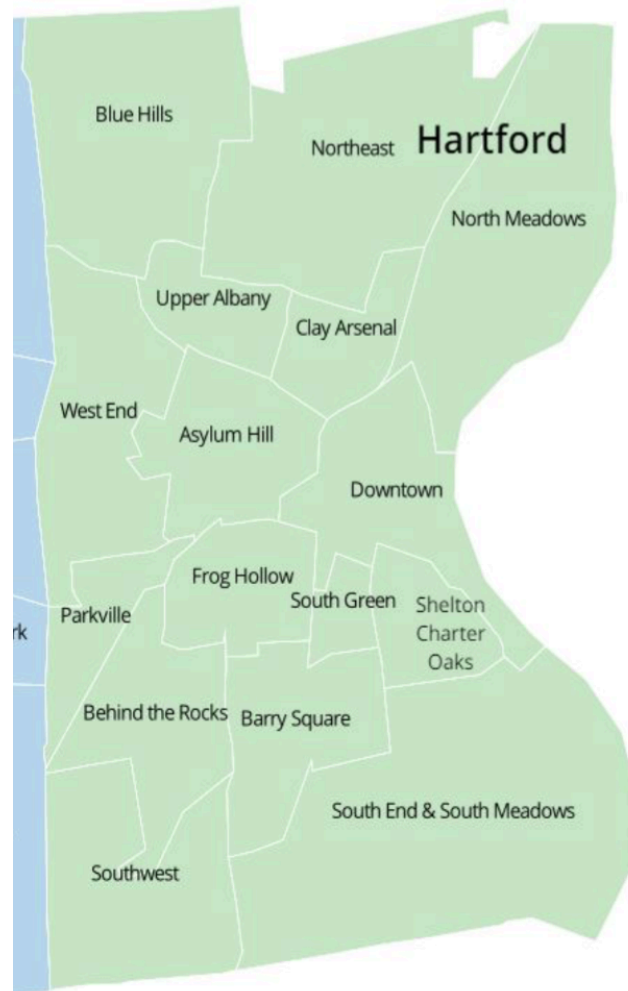 Blue Hills
Northeast
Hartford
North Meadows
Upper Albany
Clay Arsenal
West End
Asylum Hill
Downtown
Frog Hollow
South Green
Shelton
Charter
Oaks
Parkville
rk
Behind the Rocks
Barry Square
South End & South Meadows
Southwest